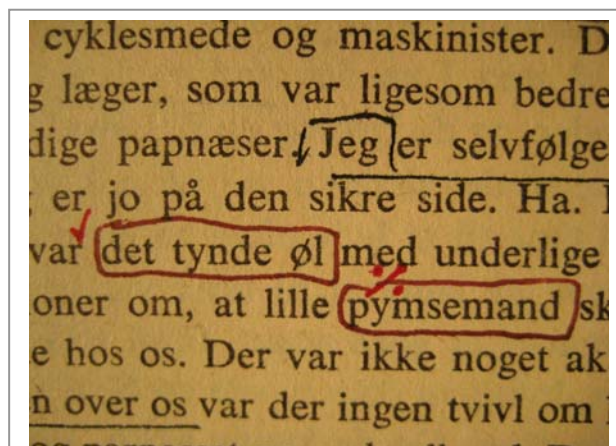 cyklesmede og maskinister. D
g læger, som var ligesom bedre
dige papnæser. Jeg er selvfølge
er jo på den sikre side. Ha.
var det tynde øl med underlige
oner om, at lille pymsemand sk
e hos os. Der var ikke noget ak
n over os var der ingen tvivl om